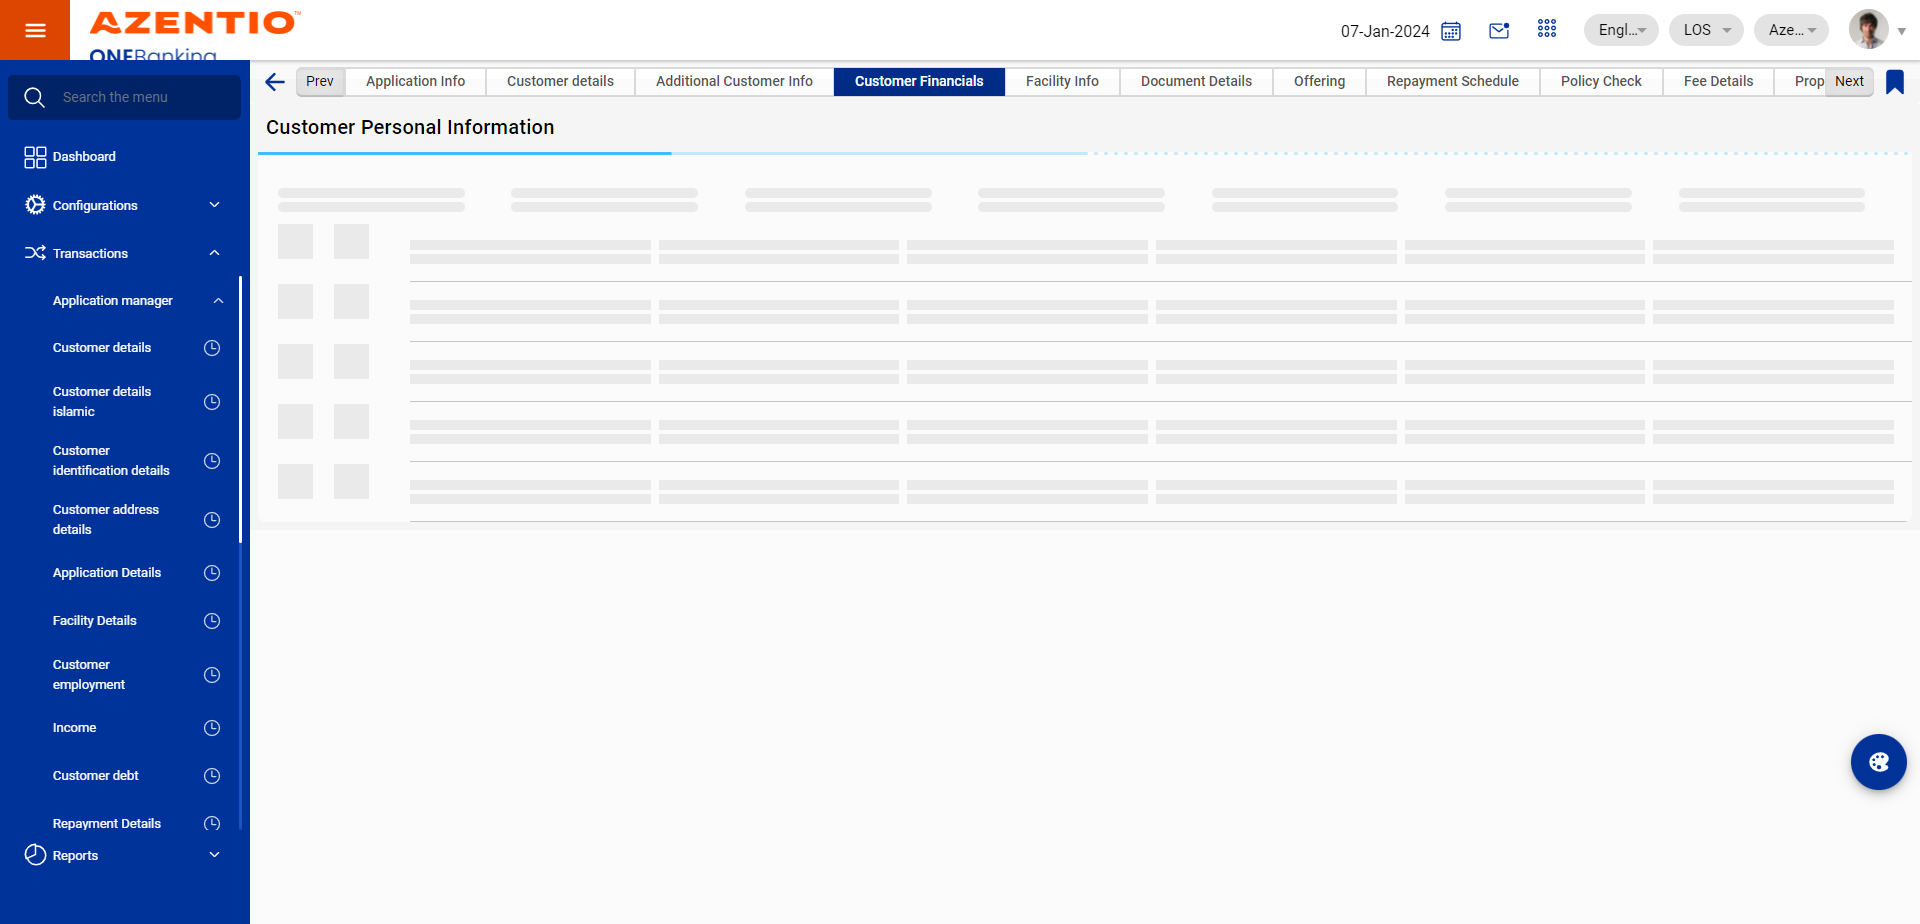 AZENTIO™
ONEBanking
07-Jan-2024
Engl...
LOS
Aze...
Search the menu
Dashboard
Configurations
Transactions
Application manager
Customer details
Customer details
islamic
Customer
identification details
Customer address
details
Application Details
Facility Details
Customer
employment
Income
Customer debt
Repayment Details
Reports
Prev
Application Info
Customer details
Additional Customer Info
Customer Financials
Facility Info
Document Details
Offering
Repayment Schedule
Policy Check
Fee Details
Prop
Next
Customer Personal Information